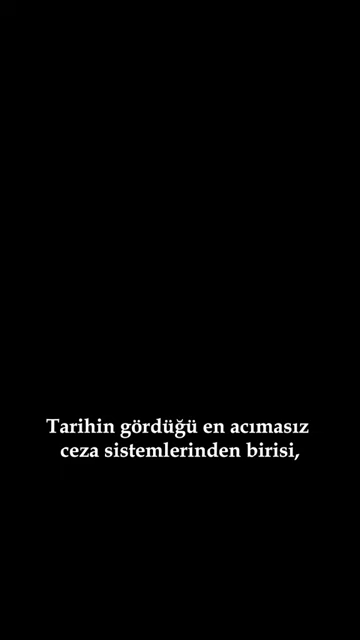 Tarihin gördüğü en acımasız
ceza sistemlerinden birisi,